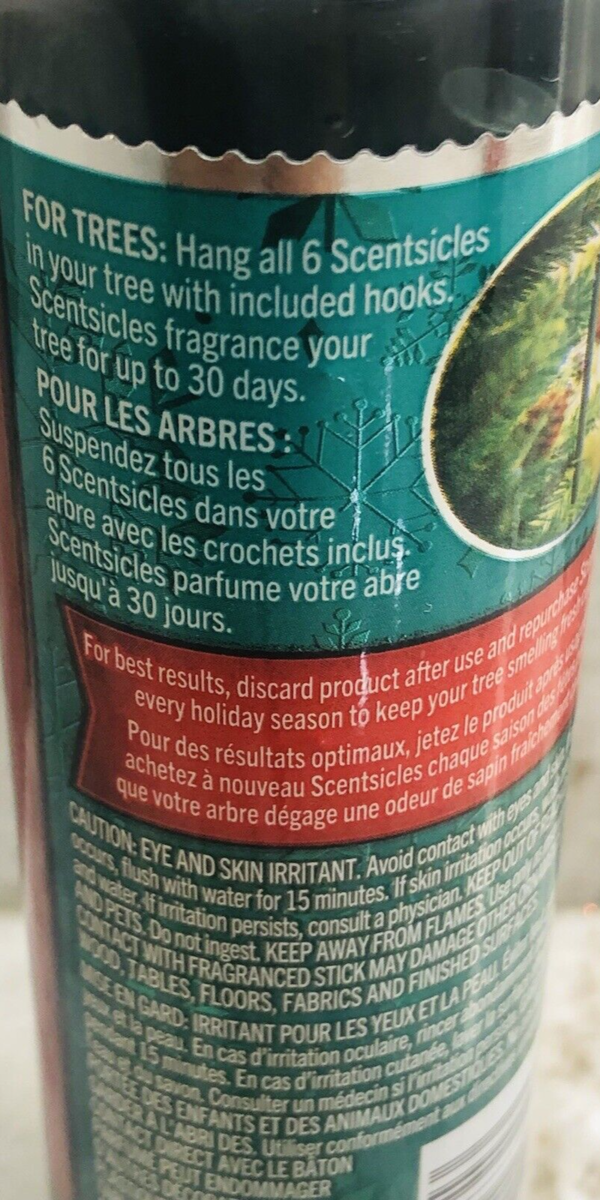 FOR TREES: Hang all 6 Scentsicles
in your tree with included hooks.
Scentsicles fragrance your
tree for up to 30 days.
POUR LES ARBRES :
Suspendez tous les
6 Scentsicles dans votre
arbre avec les crochets inclus.
Scentsicles parfume votre abre
jusqu'à 30 jours.
For best results, discard product after use and repurchase
every holiday season to keep your tree smelling fresh
Pour des résultats optimaux, jetez le produit après
achetez à nouveau Scentsicles chaque saison des
que votre arbre dégage une odeur de sapin
CAUTION: EYE AND SKIN IRRITANT. Avoid contact with eyes and
occurs, flush with water for 15 minutes. If skin irritation occurs,
and water. If irritation persists, consult a physician. KEEP OUT OF
AND PETS. Do not ingest. KEEP AWAY FROM FLAMES. Use only
CONTACT WITH FRAGRANCED STICK MAY DAMAGE OTHER
WOOD, TABLES, FLOORS, FABRICS AND FINISHED SURFACES
MISE EN GARD: IRRITANT POUR LES YEUX ET LA PEAU.
yeux et la peau. En cas d'irritation oculaire, rincer
pendant 15 minutes. En cas d'irritation cutanée, laver
eau et du savon. Consulter un médecin si l'irritation
DES ENFANTS ET DES ANIMAUX DOMESTIQUES.
À L'ABRI DES. Utiliser conformément aux
DIRECT AVEC LE BÂTON
PEUT ENDOMMAGER